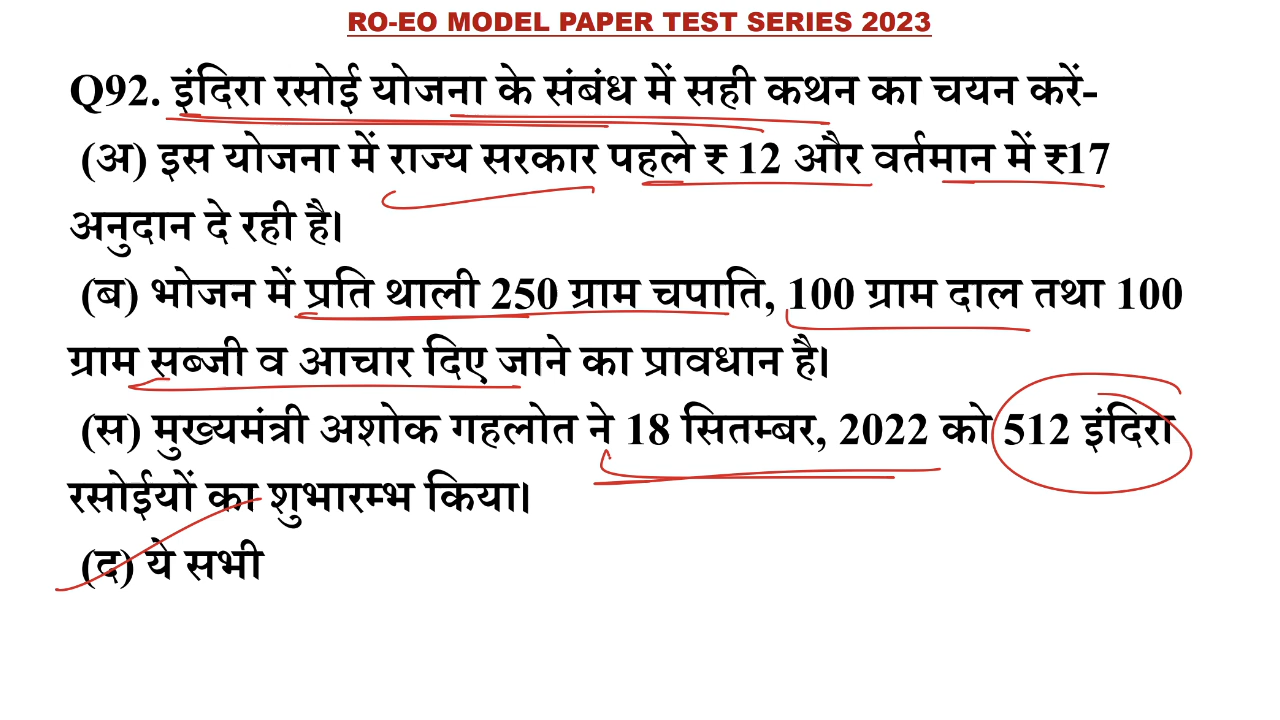 RO-EO MODEL PAPER TEST SERIES 2023
Q92. इंदिरा रसोई योजना के संबंध में सही कथन का चयन करें-
(अ) इस योजना में राज्य सरकार पहले ₹ 12 और वर्तमान में ₹17
अनुदान दे रही है।
(ब) भोजन में प्रति थाली 250 ग्राम चपाति, 100 ग्राम दाल तथा 100
ग्राम सब्जी व आचार दिए जाने का प्रावधान है।
(स) मुख्यमंत्री अशोक गहलोत ने 18 सितम्बर, 2022 को 512 इंदिरा
रसोईयों का शुभारम्भ किया।
(द) ये सभी